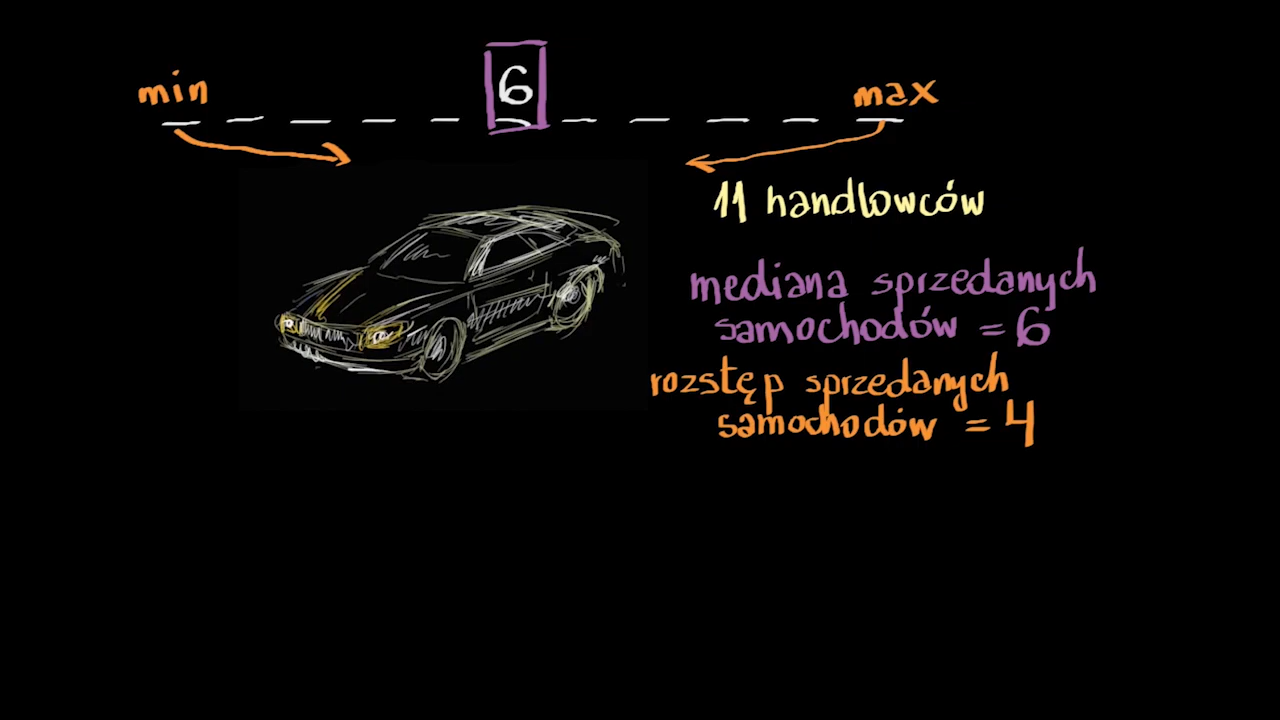 min 6 max
11 handlowców
mediana sprzedanych
samochodów = 6
rozstęp sprzedanych
samochodów = 4